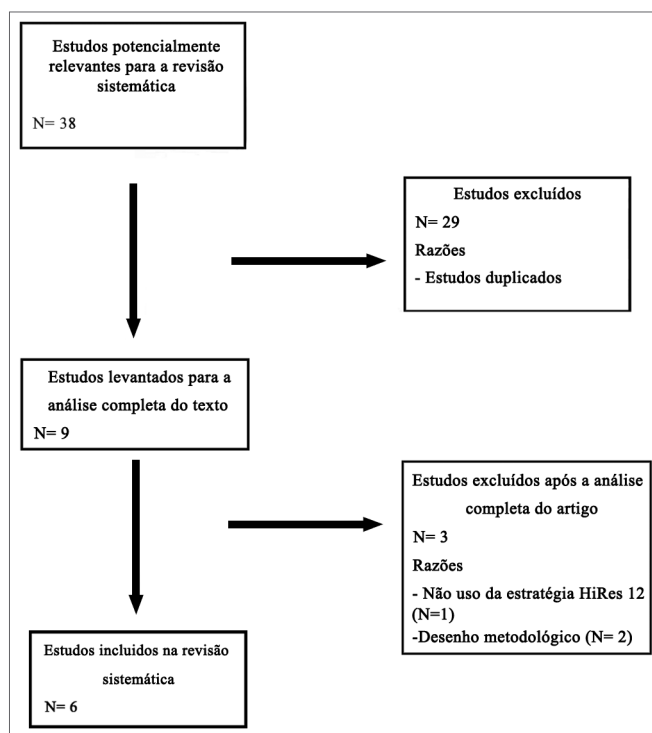 Estudos potencialmente
relevantes para a revisão
sistemática
N= 38
Estudos excluídos
N= 29
Razões
- Estudos duplicados
Estudos levantados para a
análise completa do texto
N= 9
Estudos excluídos após a análise
completa do artigo
N= 3
Razões
- Não uso da estratégia HiRes 12
(N=1)
-Desenho metodológico (N= 2)
Estudos incluidos na revisão
sistemática
N= 6